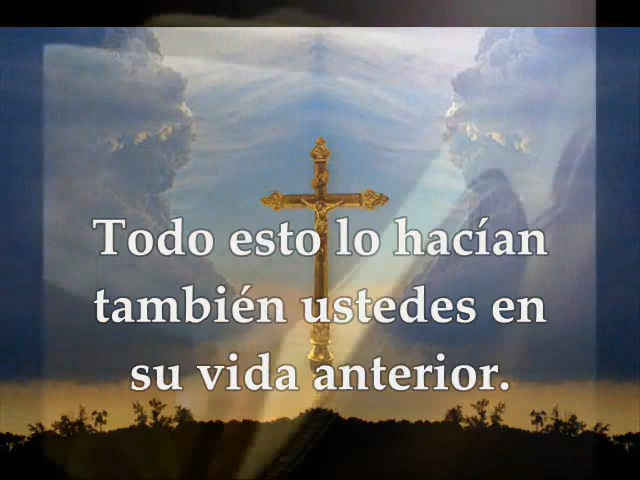 Todo esto lo hacían
también ustedes en
su vida anterior.